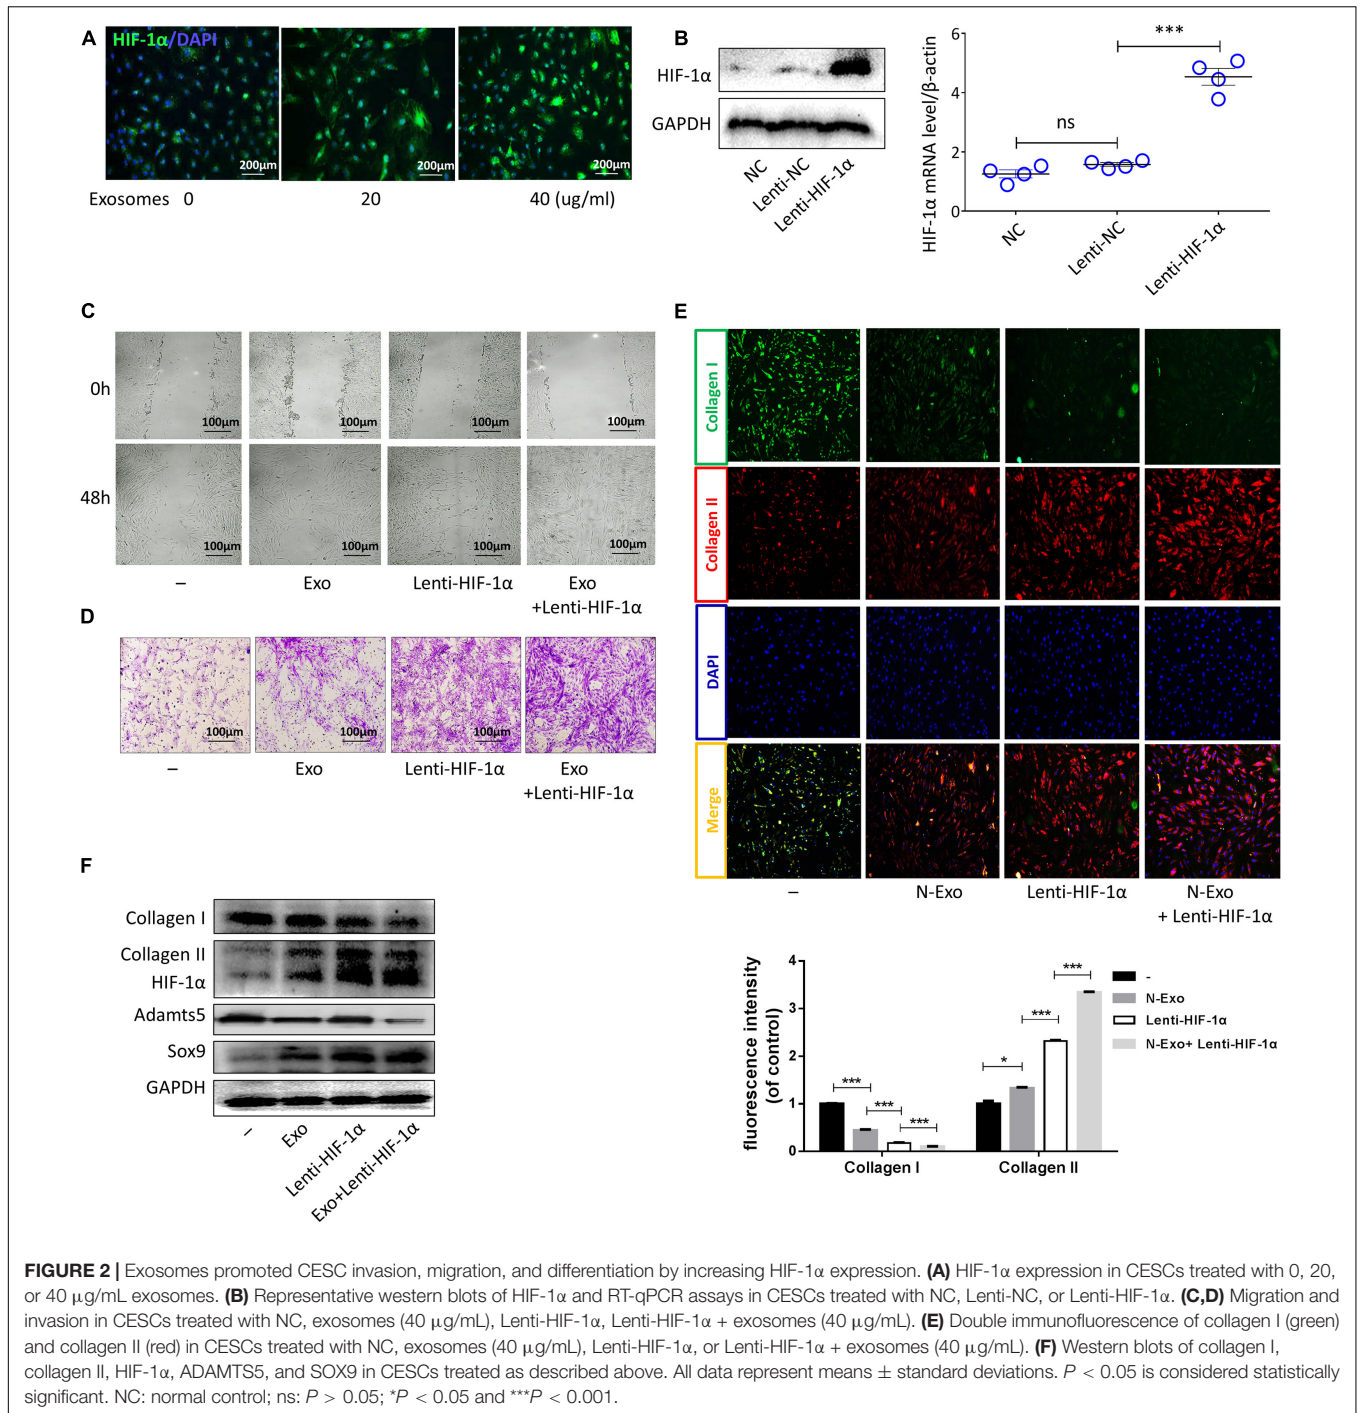 A
HIF-1α/DAPI
200μm
200μm
200μm
Exosomes 0 20 40 (ug/ml)
B
HIF-1α
GAPDH
NC
Lenti-NC
Lenti-HIF-1α
HIF-1α mRNA level/β-actin
6
4
2
0
ns
***
NC
Lenti-NC
Lenti-HIF-1α
C
0h
100μm
100μm
100μm
100μm
48h
100μm
100μm
100μm
100μm
– Exo Lenti-HIF-1α Exo
+Lenti-HIF-1α
D
100μm
100μm
100μm
100μm
– Exo Lenti-HIF-1α Exo
+Lenti-HIF-1α
E
Collagen I
Collagen II
DAPI
Merge
– N-Exo Lenti-HIF-1α N-Exo
+ Lenti-HIF-1α
fluorescence intensity
(of control)
4
3
2
1
0
***
***
***
*
***
***
Collagen I Collagen II
-
N-Exo
Lenti-HIF-1α
N-Exo+ Lenti-HIF-1α
F
Collagen I
Collagen II
HIF-1α
Adamts5
Sox9
GAPDH
–
Exo
Lenti-HIF-1α
Exo+Lenti-HIF-1α
FIGURE 2 | Exosomes promoted CESC invasion, migration, and differentiation by increasing HIF-1α expression. (A) HIF-1α expression in CESCs treated with 0, 20,
or 40 μg/mL exosomes. (B) Representative western blots of HIF-1α and RT-qPCR assays in CESCs treated with NC, Lenti-NC, or Lenti-HIF-1α. (C,D) Migration and
invasion in CESCs treated with NC, exosomes (40 μg/mL), Lenti-HIF-1α, Lenti-HIF-1α + exosomes (40 μg/mL). (E) Double immunofluorescence of collagen I (green)
and collagen II (red) in CESCs treated with NC, exosomes (40 μg/mL), Lenti-HIF-1α, or Lenti-HIF-1α + exosomes (40 μg/mL). (F) Western blots of collagen I,
collagen II, HIF-1α, ADAMTS5, and SOX9 in CESCs treated as described above. All data represent means ± standard deviations. P < 0.05 is considered statistically
significant. NC: normal control; ns: P > 0.05; *P < 0.05 and ***P < 0.001.